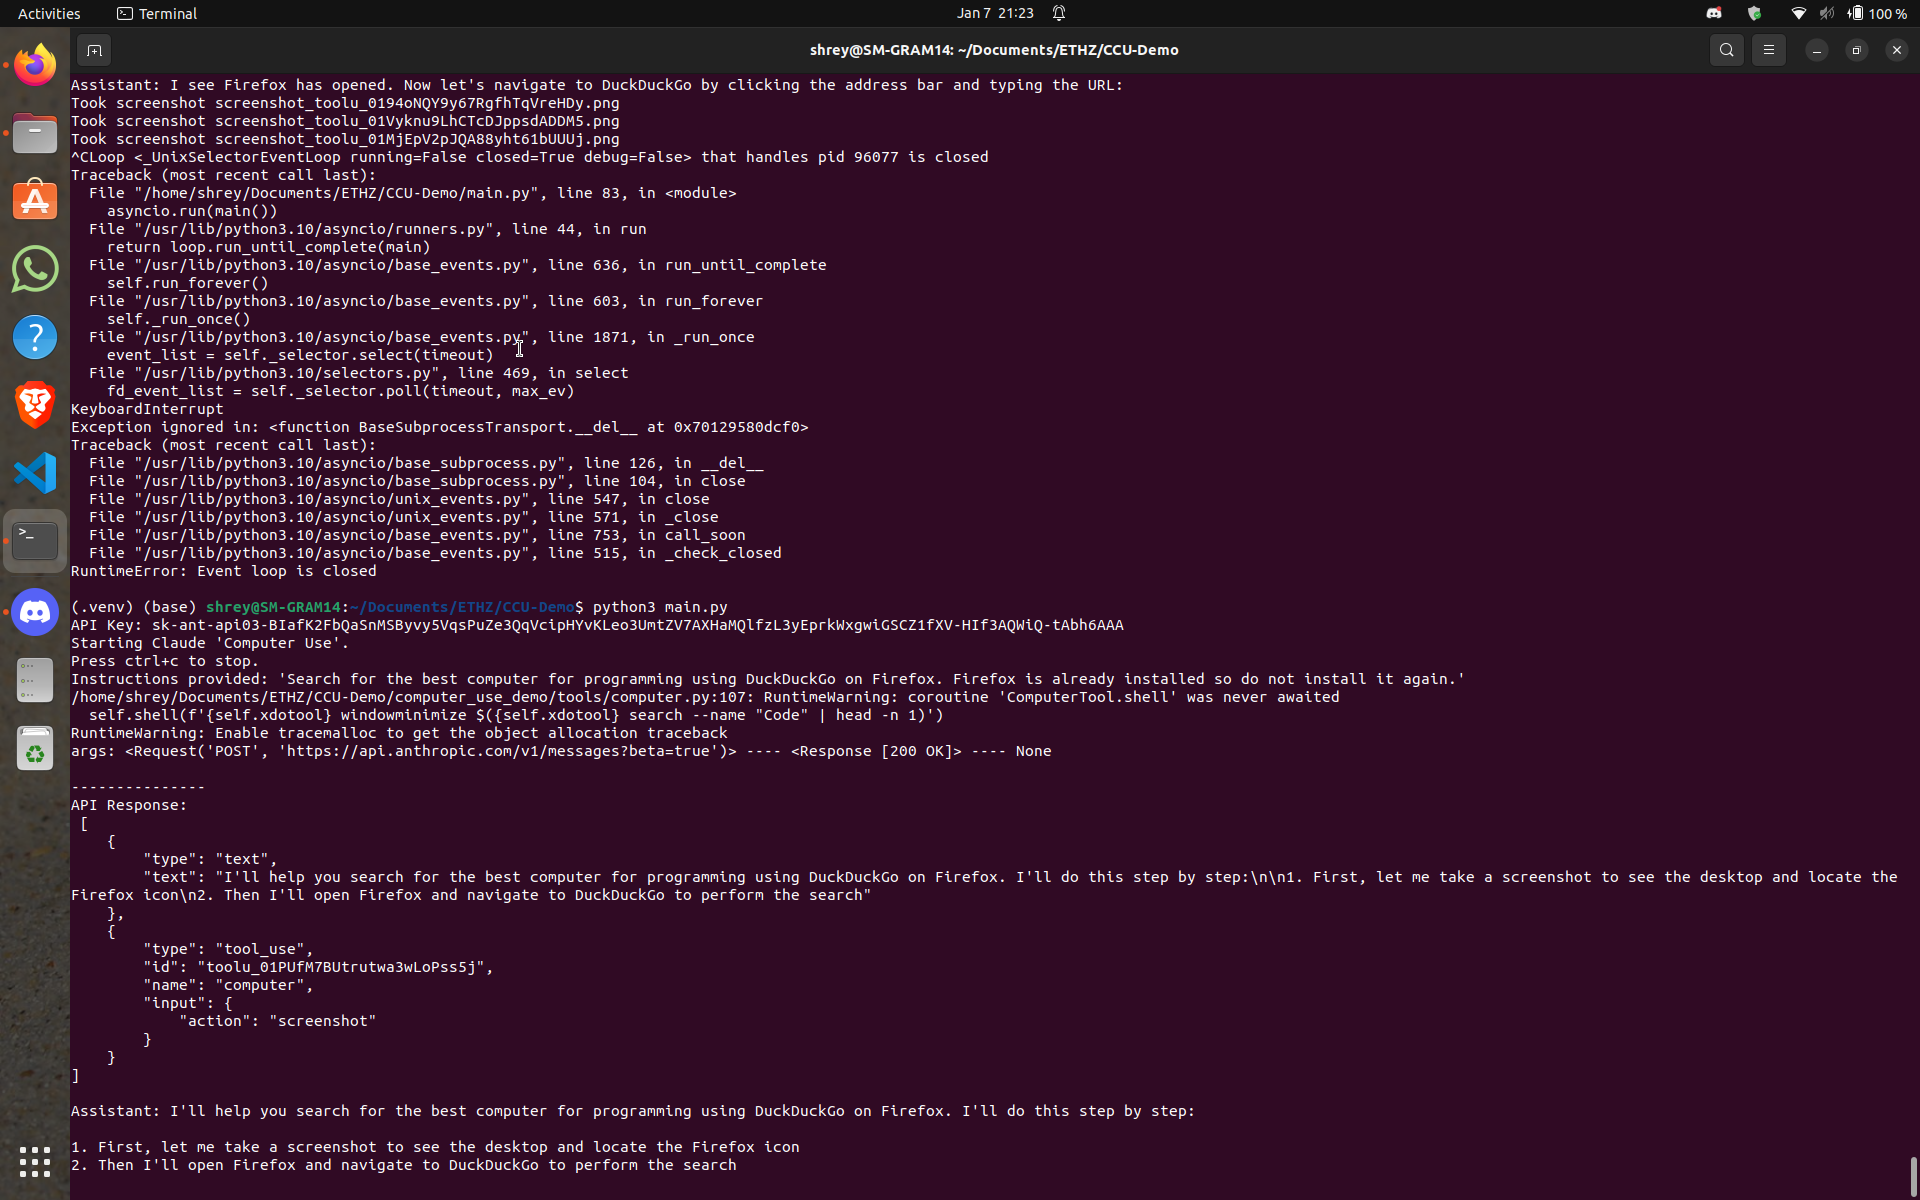 Activities
Terminal
Jan 7 21:23
100 %
shrey@SM-GRAM14: ~/Documents/ETHZ/CCU-Demo
Assistant: I see Firefox has opened. Now let's navigate to DuckDuckGo by clicking the address bar and typing the URL:
Took screenshot screenshot_toolu_0194oNQY9y67RgfhTqVreHDy.png
Took screenshot screenshot_toolu_01Vyknu9LhCTcDJppsdADDM5.png
Took screenshot screenshot_toolu_01MjEpV2pJQA88yht61bUUUj.png
^CLoop <_UnixSelectorEventLoop running=False closed=True debug=False> that handles pid 96077 is closed
Traceback (most recent call last):
  File "/home/shrey/Documents/ETHZ/CCU-Demo/main.py", line 83, in <module>
    asyncio.run(main())
  File "/usr/lib/python3.10/asyncio/runners.py", line 44, in run
    return loop.run_until_complete(main)
  File "/usr/lib/python3.10/asyncio/base_events.py", line 636, in run_until_complete
    self.run_forever()
  File "/usr/lib/python3.10/asyncio/base_events.py", line 603, in run_forever
    self._run_once()
  File "/usr/lib/python3.10/asyncio/base_events.py", line 1871, in _run_once
    event_list = self._selector.select(timeout)
  File "/usr/lib/python3.10/selectors.py", line 469, in select
    fd_event_list = self._selector.poll(timeout, max_ev)
KeyboardInterrupt
Exception ignored in: <function BaseSubprocessTransport.__del__ at 0x70129580dcf0>
Traceback (most recent call last):
  File "/usr/lib/python3.10/asyncio/base_subprocess.py", line 126, in __del__
  File "/usr/lib/python3.10/asyncio/base_subprocess.py", line 104, in close
  File "/usr/lib/python3.10/asyncio/unix_events.py", line 547, in close
  File "/usr/lib/python3.10/asyncio/unix_events.py", line 571, in _close
  File "/usr/lib/python3.10/asyncio/base_events.py", line 753, in call_soon
  File "/usr/lib/python3.10/asyncio/base_events.py", line 515, in _check_closed
RuntimeError: Event loop is closed
(.venv) (base) shrey@SM-GRAM14:~/Documents/ETHZ/CCU-Demo$ python3 main.py
API Key:
Starting Claude 'Computer Use'.
Press ctrl+c to stop.
Instructions provided: 'Search for the best computer for programming using DuckDuckGo on Firefox. Firefox is already installed so do not install it again.'
/home/shrey/Documents/ETHZ/CCU-Demo/computer_use_demo/tools/computer.py:107: RuntimeWarning: coroutine 'ComputerTool.shell' was never awaited
  self.shell(f'{self.xdotool} windowminimize $({self.xdotool} search --name "Code" | head -n 1)')
RuntimeWarning: Enable tracemalloc to get the object allocation traceback
args: <Request('POST', 'https://api.anthropic.com/v1/messages?beta=true')> ---- <Response [200 OK]> ---- None
---------------
API Response:
 [
    {
        "type": "text",
        "text": "I'll help you search for the best computer for programming using DuckDuckGo on Firefox. I'll do this step by step:\n\n1. First, let me take a screenshot to see the desktop and locate the
Firefox icon\n2. Then I'll open Firefox and navigate to DuckDuckGo to perform the search"
    },
    {
        "type": "tool_use",
        "id": "toolu_01PUfM7BUtrutwa3wLoPss5j",
        "name": "computer",
        "input": {
            "action": "screenshot"
        }
    }
]
Assistant: I'll help you search for the best computer for programming using DuckDuckGo on Firefox. I'll do this step by step:
1. First, let me take a screenshot to see the desktop and locate the Firefox icon
2. Then I'll open Firefox and navigate to DuckDuckGo to perform the search